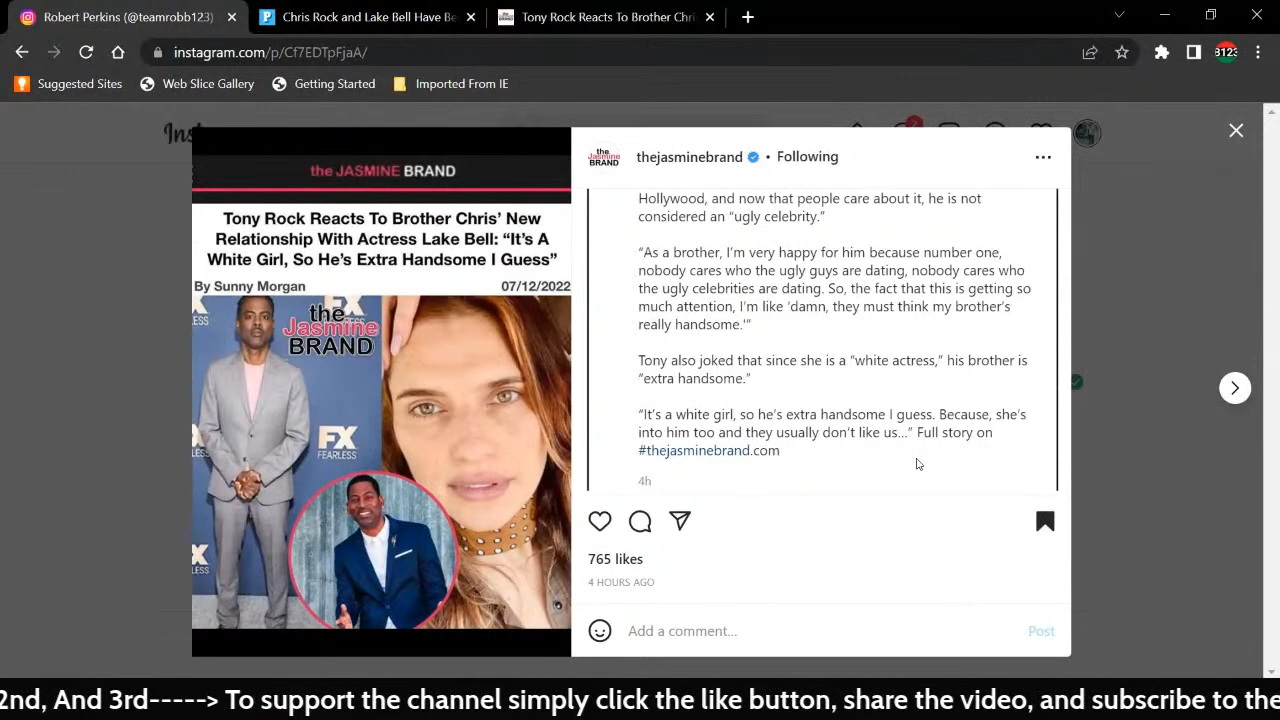 Robert Perkins (@teamrobb123)
Chris Rock and Lake Bell Have Be
Tony Rock Reacts To Brother Chri
instagram.com/p/Cf7EDTpFjaA/
B123
Suggested Sites
Web Slice Gallery
Getting Started
Imported From IE
the JASMINE BRAND
Tony Rock Reacts To Brother Chris’ New
Relationship With Actress Lake Bell: “It’s A
White Girl, So He’s Extra Handsome I Guess”
By Sunny Morgan 07/12/2022
FX
the
Jasmine
BRAND
FX
FEARLESS
the
Jasmine
BRAND
thejasminebrand • Following
Hollywood, and now that people care about it, he is not
considered an “ugly celebrity.”
“As a brother, I’m very happy for him because number one,
nobody cares who the ugly guys are dating, nobody cares who
the ugly celebrities are dating. So, the fact that this is getting so
much attention, I’m like ‘damn, they must think my brother’s
really handsome.’”
Tony also joked that since she is a “white actress,” his brother is
“extra handsome.”
“It’s a white girl, so he’s extra handsome I guess. Because, she’s
into him too and they usually don’t like us...” Full story on
#thejasminebrand.com
4h
765 likes
4 HOURS AGO
Add a comment...
Post
2nd, And 3rd-----> To support the channel simply click the like button, share the video, and subscribe to the